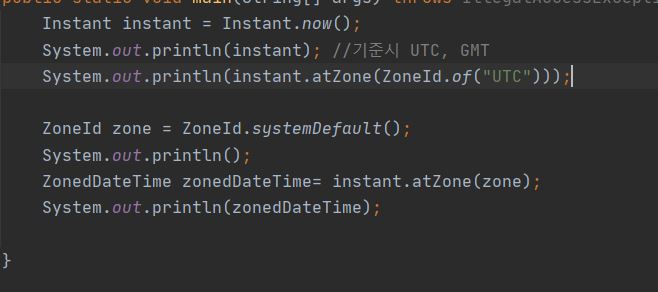 public static void main(String[] args) throws IllegalAccessExcepti
Instant instant = Instant.now();
System.out.println(instant); //기준시 UTC, GMT
System.out.println(instant.atZone(ZoneId.of("UTC")));
ZoneId zone = ZoneId.systemDefault();
System.out.println();
ZonedDateTime zonedDateTime= instant.atZone(zone);
System.out.println(zonedDateTime);
}